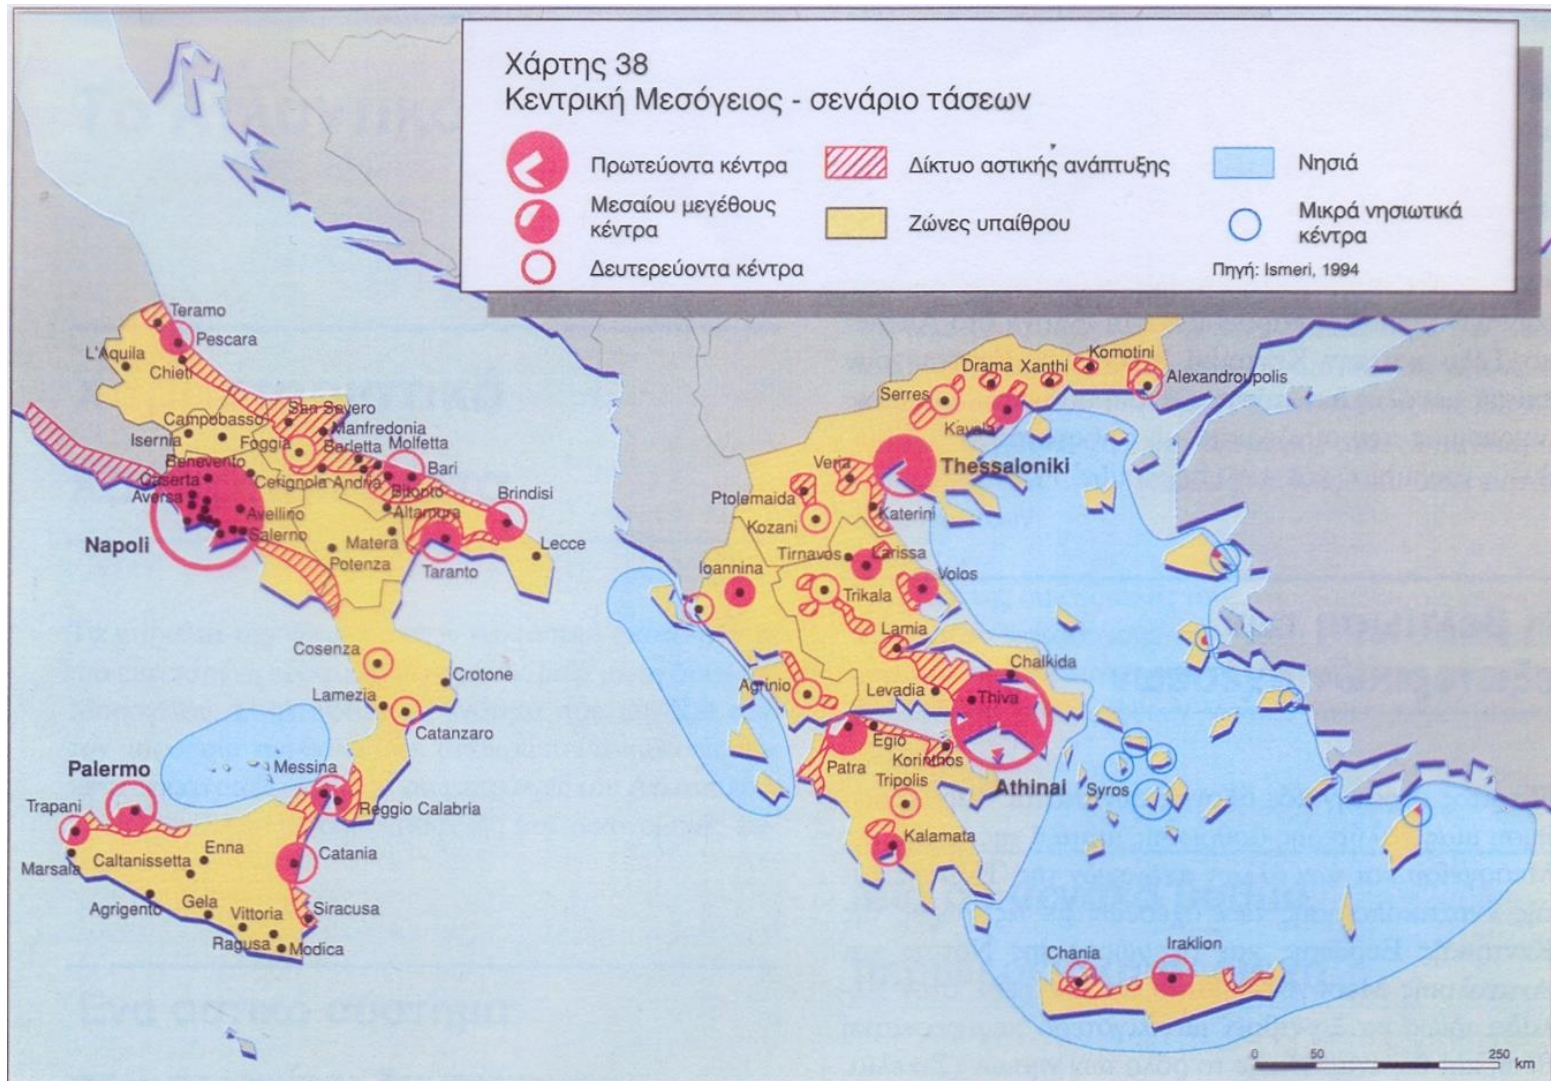 Χάρτης 38
Κεντρική Μεσόγειος - σενάριο τάσεων
Πρωτεύοντα κέντρα
Μεσαίου μεγέθους
κέντρα
Δευτερεύοντα κέντρα
Δίκτυο αστικής ανάπτυξης
Ζώνες υπαίθρου
Νησιά
Μικρά νησιωτικά
κέντρα
Πηγή: Ismeri, 1994
Teramo
Pescara
L'Aquila
Chieti
Campobasso
San Severo
Isernia
Manfredonia
Foggia
Barletta
Molfetta
Benevento
Bari
Caserta
Cerignola
Andria
Bitonto
Brindisi
Aversa
Avellino
Altamura
Salerno
Matera
Napoli
Potenza
Taranto
Lecce
Cosenza
Crotone
Lamezia
Catanzaro
Messina
Palermo
Reggio Calabria
Trapani
Enna
Catania
Marsala
Caltanissetta
Agrigento
Gela
Vittoria
Siracusa
Ragusa
Modica
Komotini
Drama
Xanthi
Alexandroupolis
Serres
Kavala
Veria
Thessaloniki
Ptolemaida
Katerini
Kozani
Tirnavos
Larissa
Ioannina
Volos
Trikala
Lamia
Chalkida
Agrinio
Levadia
Thiva
Egio
Korinthos
Patra
Tripolis
Athinai
Syros
Kalamata
Chania
Iraklion
0
50
250
km